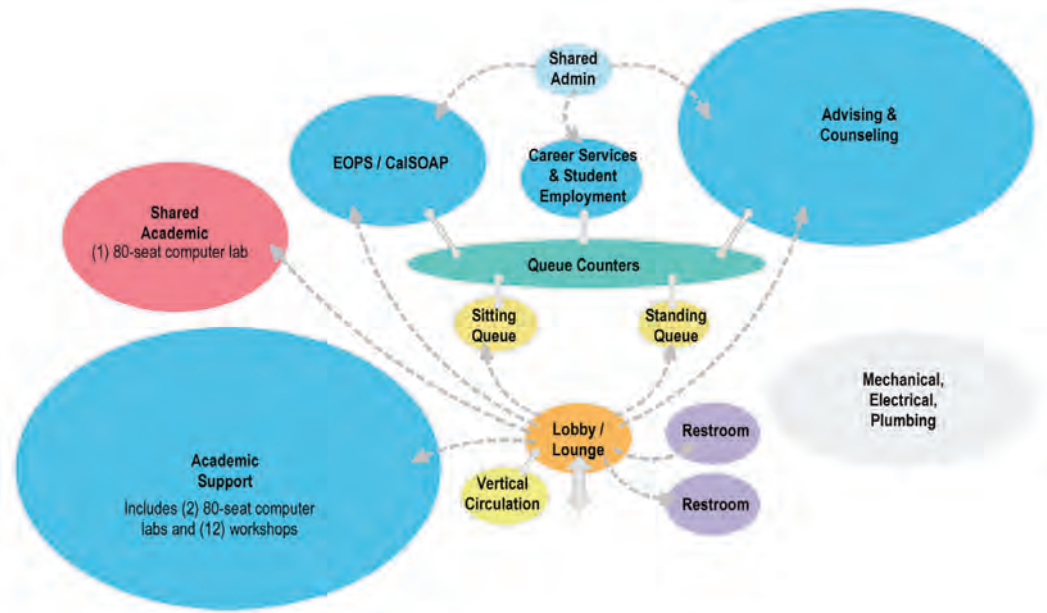 Shared
Admin
Advising &
Counseling
EOPS / CalSOAP
Career Services
& Student
Employment
Shared
Academic
(1) 80-seat computer lab
Queue Counters
Sitting
Queue
Standing
Queue
Mechanical,
Electrical,
Plumbing
Lobby /
Lounge
Restroom
Academic
Support
Includes (2) 80-seat computer
labs and (12) workshops
Vertical
Circulation
Restroom